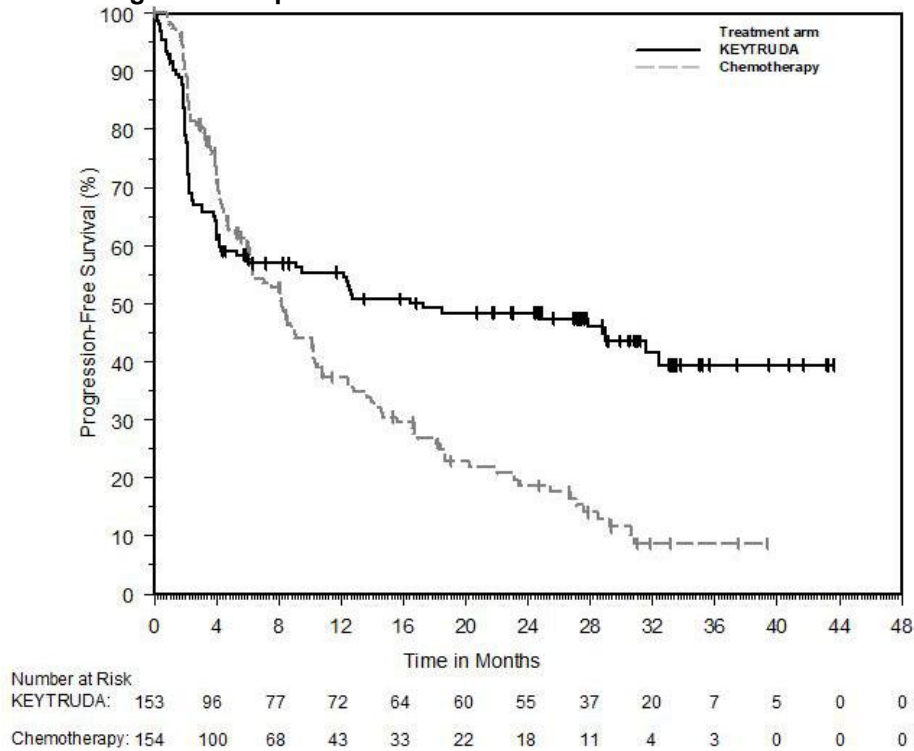 100
90
80
70
60
50
40
30
20
10
0
Progression-Free Survival (%)
Treatment arm
KEYTRUDA
Chemotherapy
0 4 8 12 16 20 24 28 32 36 40 44 48
Time in Months
Number at Risk
KEYTRUDA: 153 96 77 72 64 60 55 37 20 7 5 0 0
Chemotherapy: 154 100 68 43 33 22 18 11 4 3 0 0 0